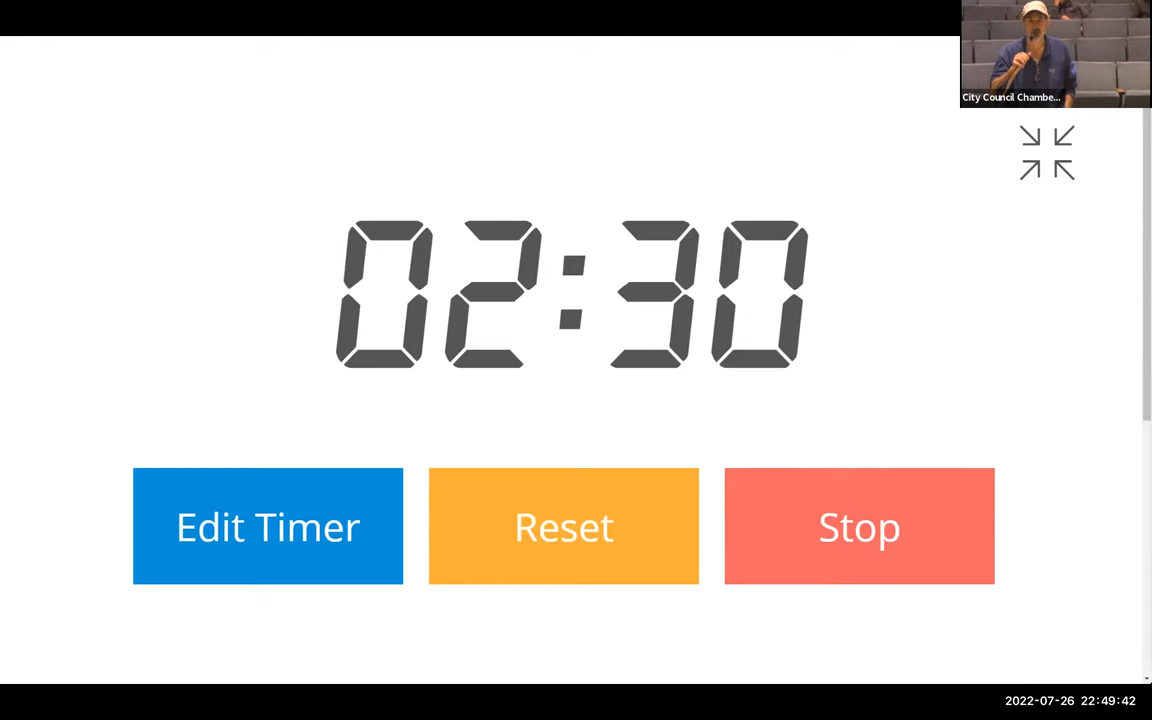 City Council Chambe...
02:30
Edit Timer
Reset
Stop
2022-07-26 22:49:42